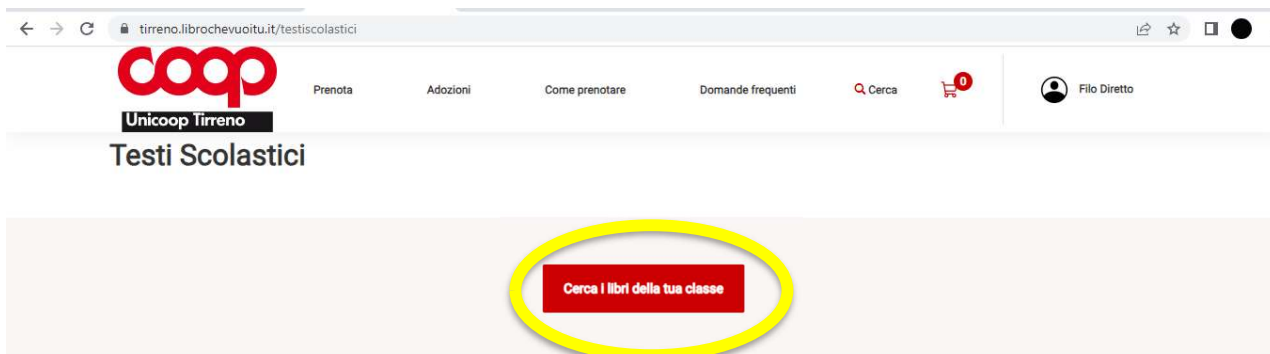 tirreno.librochevuoitu.it/testiscolastici
coop
Unicoop Tirreno
Prenota
Adozioni
Come prenotare
Domande frequenti
Cerca
0
Filo Diretto
Testi Scolastici
Cerca i libri della tua classe